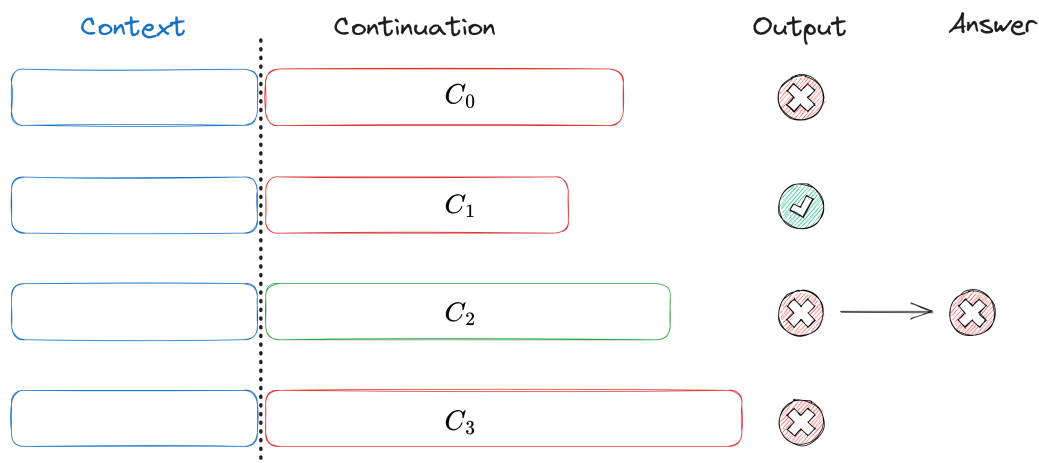 Context Continuation Output Answer
C₀
C₁
C₂
C₃